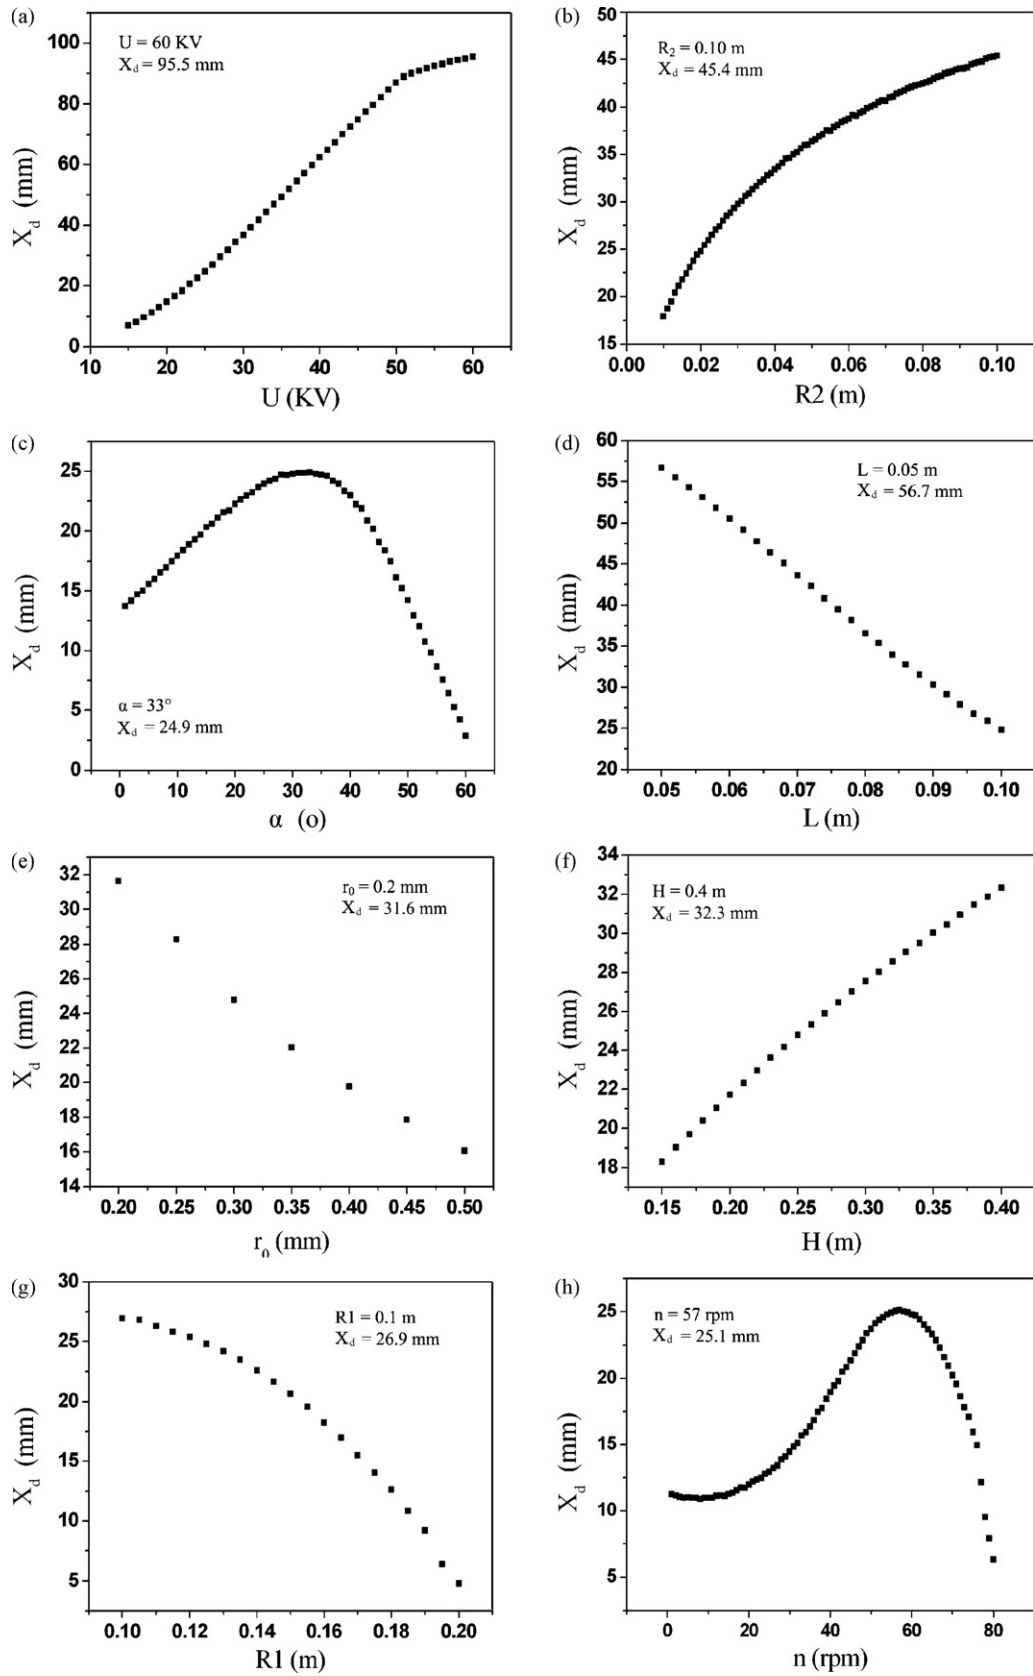 (a)
U = 60 KV
X_d = 95.5 mm
100
80
60
40
20
0
10 20 30 40 50 60
U (KV)
X_d (mm)
(b)
R_2 = 0.10 m
X_d = 45.4 mm
50
45
40
35
30
25
20
15
0.00 0.02 0.04 0.06 0.08 0.10
R2 (m)
X_d (mm)
(c)
25
20
15
10
5
0
α = 33°
X_d = 24.9 mm
0 10 20 30 40 50 60
α (o)
X_d (mm)
(d)
L = 0.05 m
X_d = 56.7 mm
60
55
50
45
40
35
30
25
20
0.05 0.06 0.07 0.08 0.09 0.10
L (m)
X_d (mm)
(e)
r_0 = 0.2 mm
X_d = 31.6 mm
32
30
28
26
24
22
20
18
16
14
0.20 0.25 0.30 0.35 0.40 0.45 0.50
r_0 (mm)
X_d (mm)
(f)
H = 0.4 m
X_d = 32.3 mm
34
32
30
28
26
24
22
20
18
0.15 0.20 0.25 0.30 0.35 0.40
H (m)
X_d (mm)
(g)
R1 = 0.1 m
X_d = 26.9 mm
30
25
20
15
10
5
0.10 0.12 0.14 0.16 0.18 0.20
R1 (m)
X_d (mm)
(h)
n = 57 rpm
X_d = 25.1 mm
25
20
15
10
5
0 20 40 60 80
n (rpm)
X_d (mm)